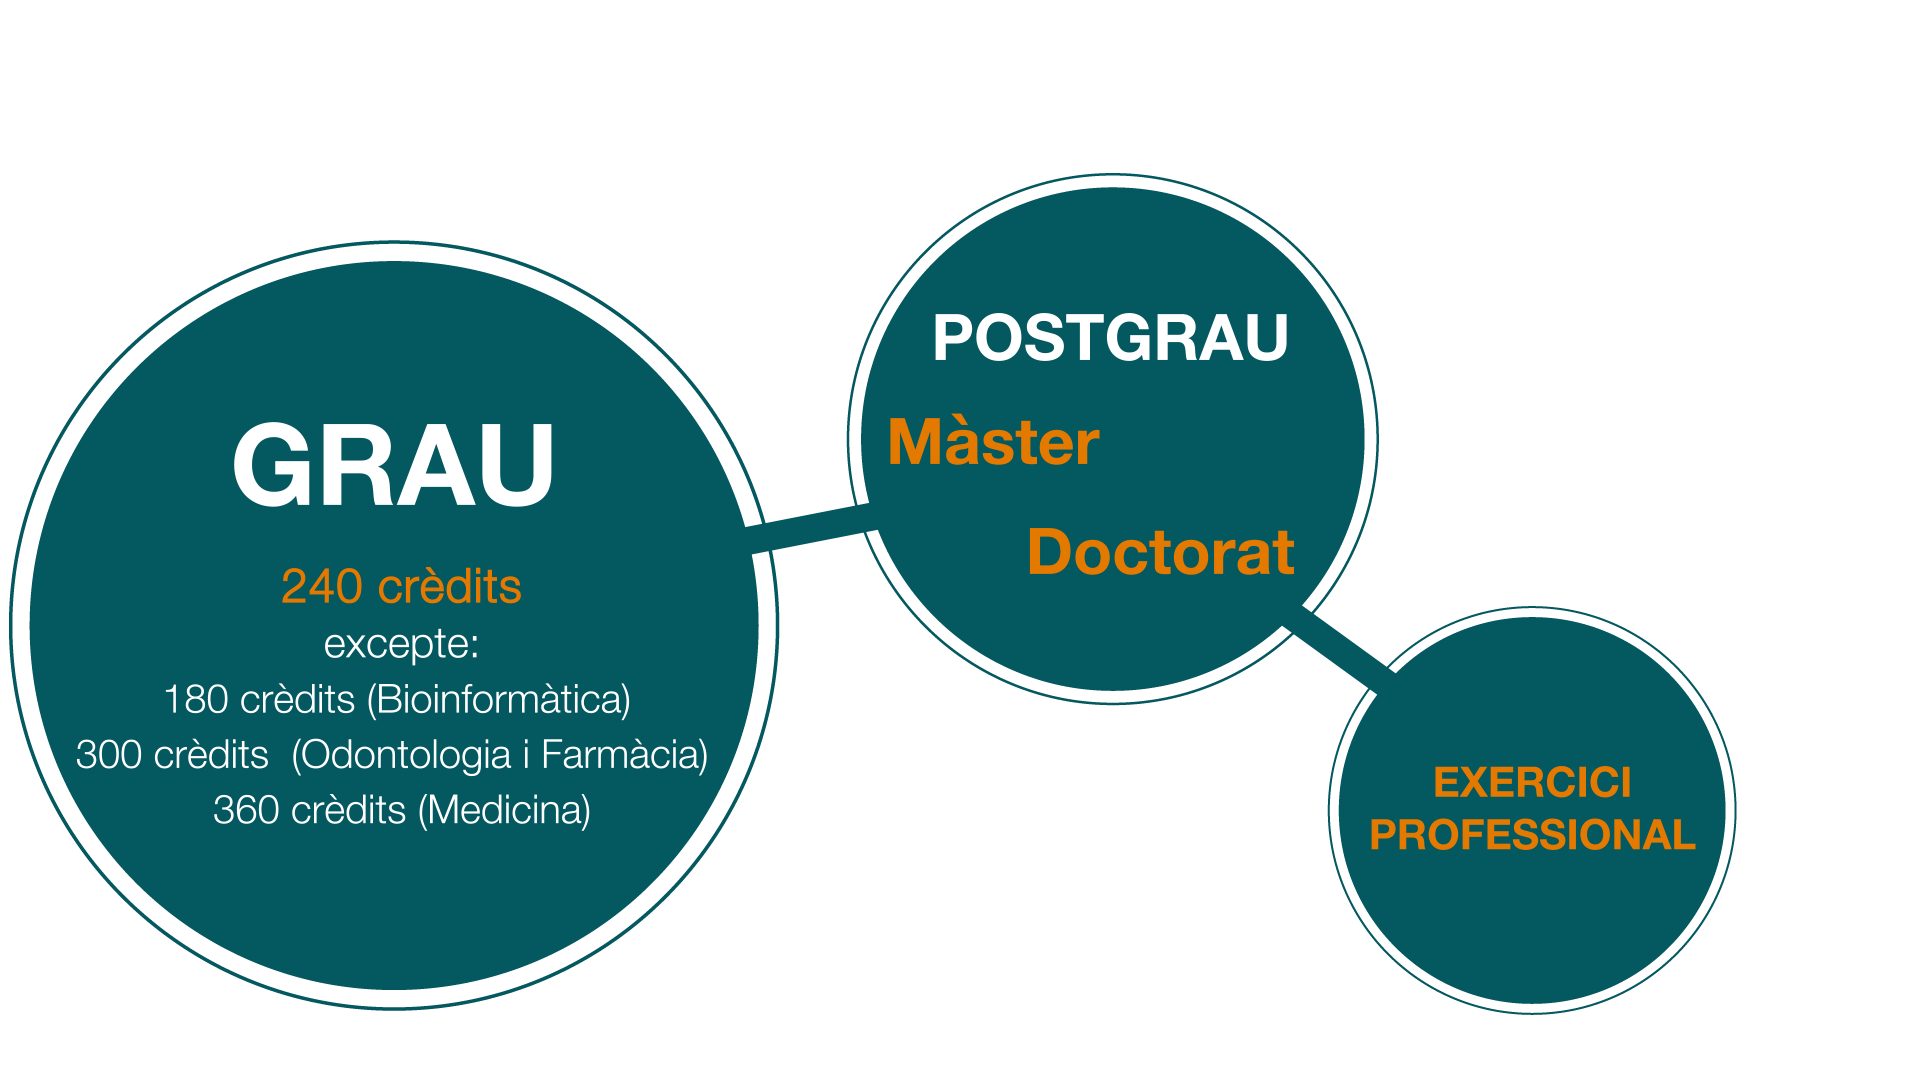 GRAU
240 crèdits
excepte:
180 crèdits (Bioinformàtica)
300 crèdits  (Odontologia i Farmàcia)
360 crèdits (Medicina)
POSTGRAU
Màster
Doctorat
EXERCICI
PROFESSIONAL